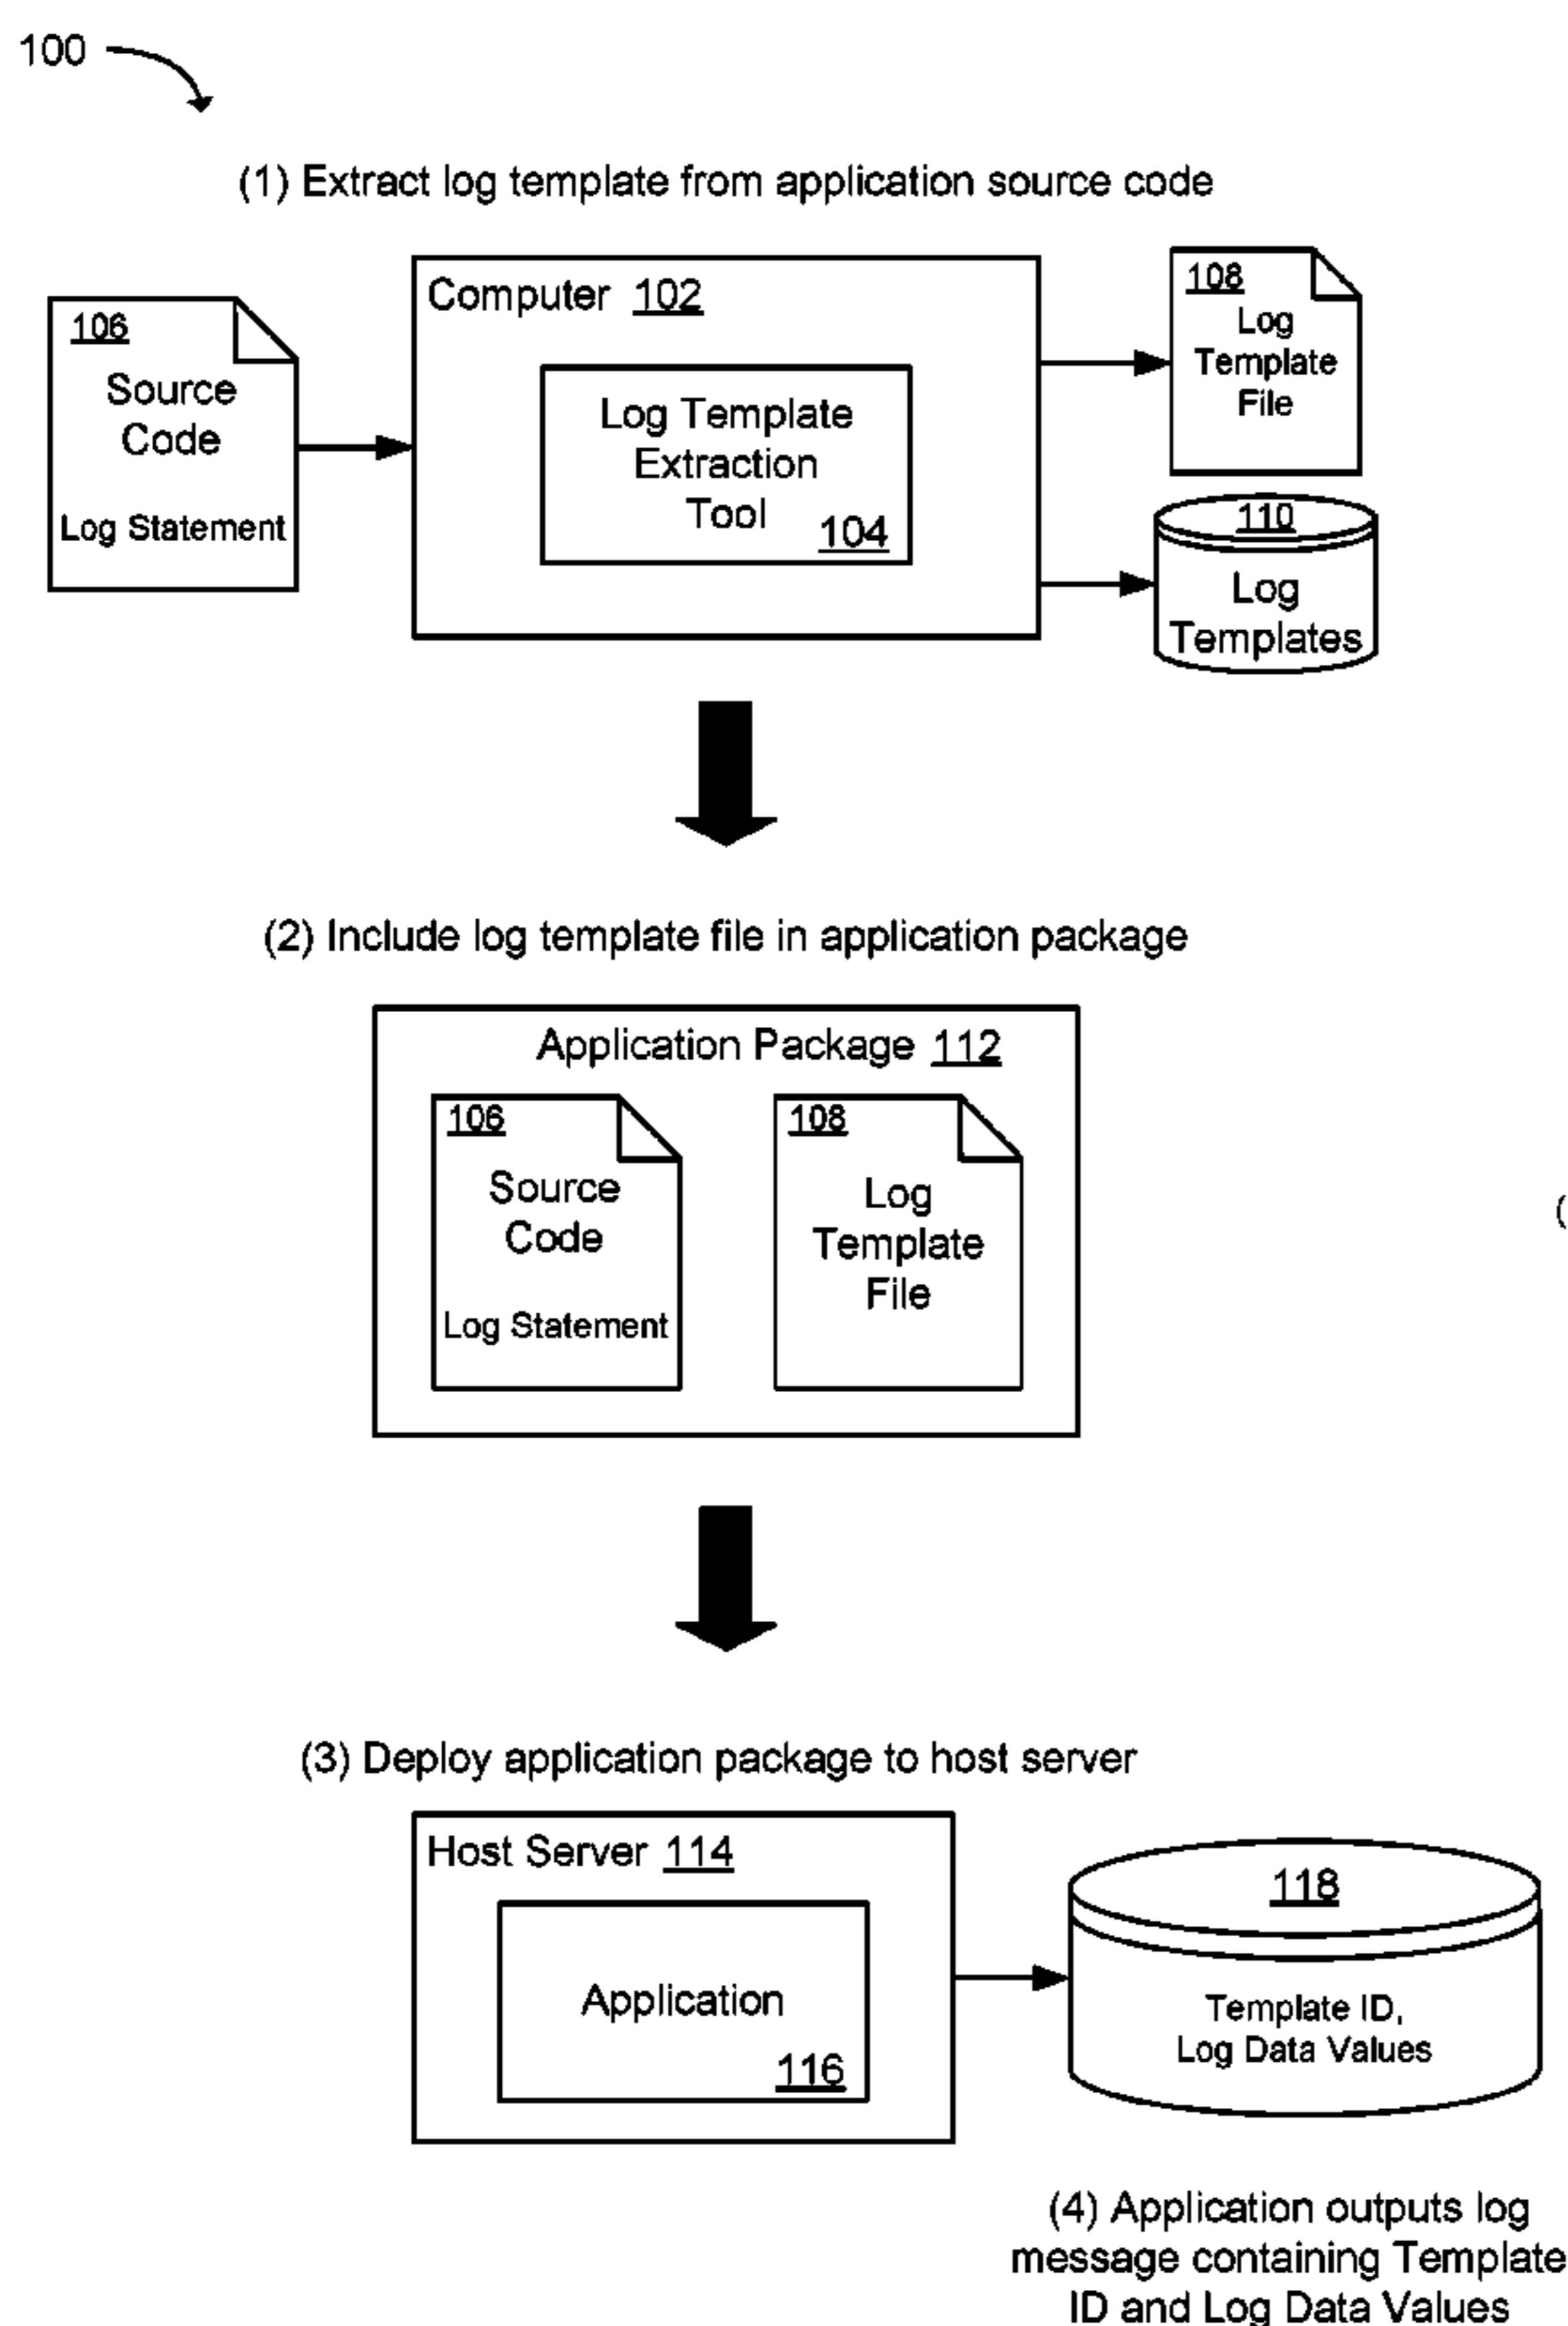 100
(1) Extract log template from application source code
106
Source
Code
Log Statement
Computer 102
Log Template
Extraction
Tool
104
108
Log
Template
File
110
Log
Templates
(2) Include log template file in application package
Application Package 112
106
Source
Code
Log Statement
108
Log
Template
File
(
(3) Deploy application package to host server
Host Server 114
Application
116
118
Template ID,
Log Data Values
(4) Application outputs log
message containing Template
ID and Log Data Values